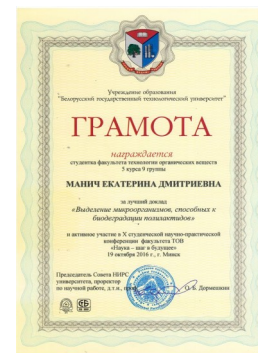 Учреждение образования
"Белорусский государственный технологический университет"
ГРАМОТА
награждается
студентка факультета технологии органических веществ
5 курса 9 группы
МАНИЧ ЕКАТЕРИНА ДМИТРИЕВНА
за лучший доклад
«Выделение микроорганизмов, способных к
биодеградации полилактидов»
и активное участие в X студенческой научно-практической
конференции факультета ТОВ
«Наука – шаг в будущее»
19 октября 2016 г., г. Минск
Председатель Совета НИРС
университета, проректор
по научной работе, д.т.н., проф.
О. Б. Дормешкин